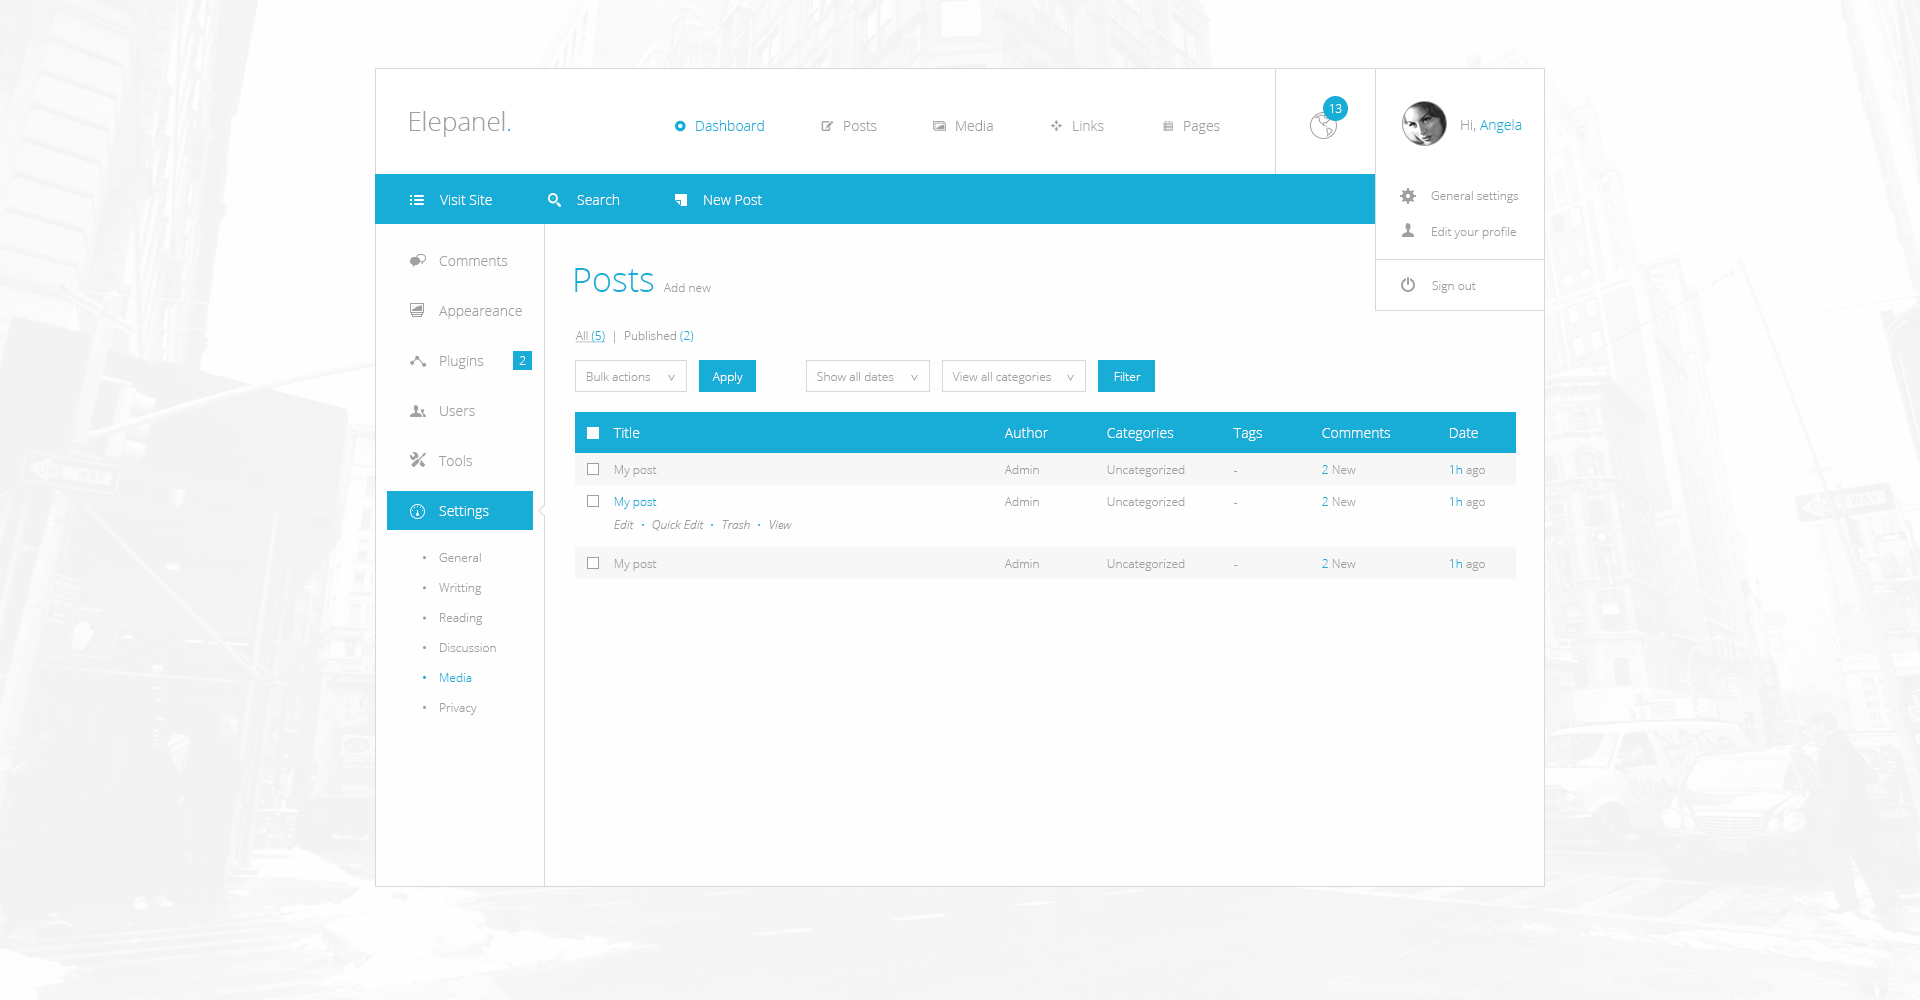 Elepanel.
Dashboard Posts Media Links Pages
13
Hi, Angela
General settings
Edit your profile
Sign out
Visit Site Search New Post
Comments
Appeareance
Plugins 2
Users
Tools
Settings
General
Writting
Reading
Discussion
Media
Privacy
Posts Add new
All (5) | Published (2)
Bulk actions v Apply Show all dates v View all categories v Filter
Title Author Categories Tags Comments Date
My post Admin Uncategorized - 2 New 1h ago
My post Admin Uncategorized - 2 New 1h ago
Edit • Quick Edit • Trash • View
My post Admin Uncategorized - 2 New 1h ago
ONE WAY